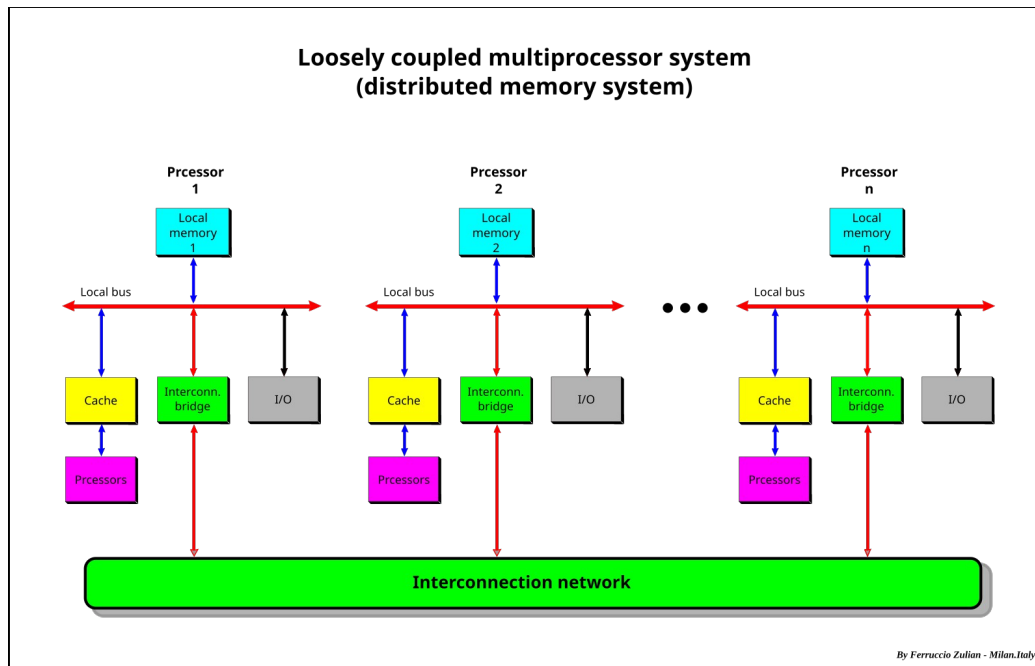 Loosely coupled multiprocessor system
(distributed memory system)
Prcessor
1
Prcessor
2
Prcessor
n
Local
memory
1
Local
memory
2
Local
memory
n
Local bus
Local bus
Local bus
Cache
Interconn.
bridge
I/O
Cache
Interconn.
bridge
I/O
Cache
Interconn.
bridge
I/O
Prcessors
Prcessors
Prcessors
Interconnection network
By Ferruccio Zulian - Milan.Italy